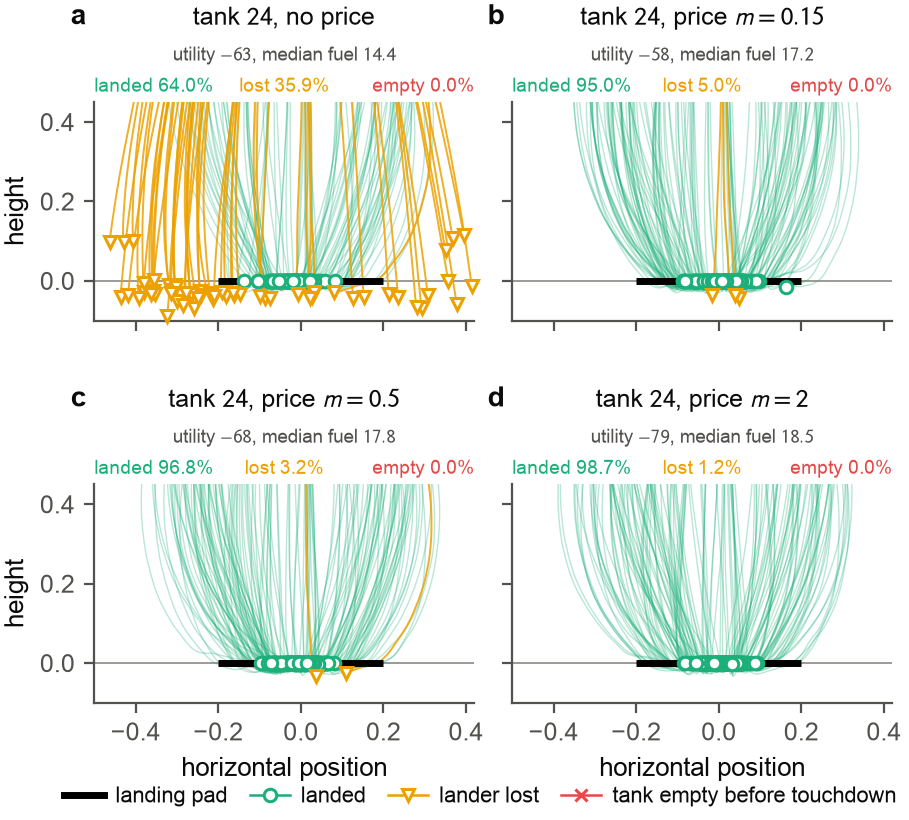 a tank 24, no price
utility −63, median fuel 14.4
landed 64.0% lost 35.9% empty 0.0%
b tank 24, price m = 0.15
utility −58, median fuel 17.2
landed 95.0% lost 5.0% empty 0.0%
height
0.4
0.2
0.0
c tank 24, price m = 0.5
utility −68, median fuel 17.8
landed 96.8% lost 3.2% empty 0.0%
d tank 24, price m = 2
utility −79, median fuel 18.5
landed 98.7% lost 1.2% empty 0.0%
height
0.4
0.2
0.0
−0.4 −0.2 0.0 0.2 0.4
−0.4 −0.2 0.0 0.2 0.4
horizontal position horizontal position
landing pad landed lander lost tank empty before touchdown